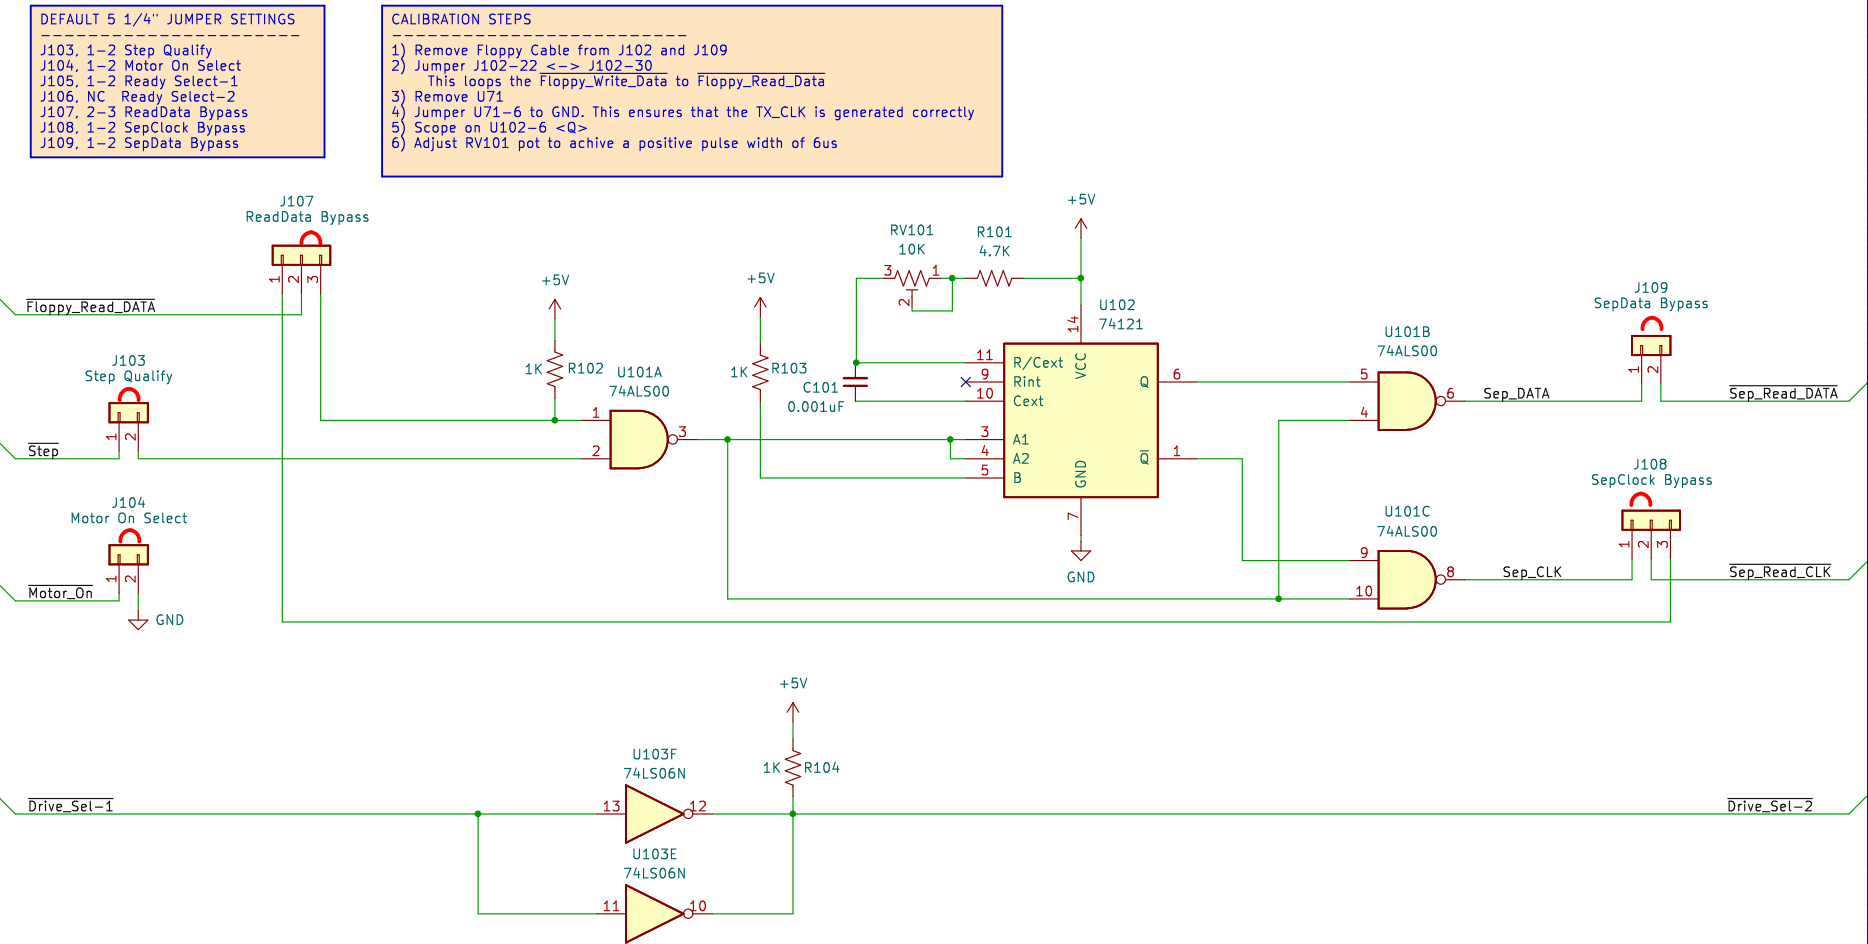 DEFAULT 5 1/4" JUMPER SETTINGS
-----------------------
J103, 1-2 Step Qualify
J104, 1-2 Motor On Select
J105, 1-2 Ready Select-1
J106, NC  Ready Select-2
J107, 2-3 ReadData Bypass
J108, 1-2 SepClock Bypass
J109, 1-2 SepData Bypass
CALIBRATION STEPS
--------------------------
1) Remove Floppy Cable from J102 and J109
2) Jumper J102-22 <-> J102-30
This loops the Floppy_Write_Data to Floppy_Read_Data
3) Remove U71
4) Jumper U71-6 to GND. This ensures that the TX_CLK is generated correctly
5) Scope on U102-6 <Q>
6) Adjust RV101 pot to achive a positive pulse width of 6us
J107
ReadData Bypass
1
2
3
Floppy_Read_DATA
J103
Step Qualify
1
2
Step
J104
Motor On Select
1
2
Motor_On
GND
+5V
1K
R102
U101A
74ALS00
1
2
3
+5V
1K
R103
RV101
10K
3
1
2
R101
4.7K
+5V
C101
0.001uF
U102
74121
14
VCC
11
R/Cext
9
Rint
10
Cext
3
A1
4
A2
5
B
Q
6
Q
1
GND
7
GND
U101B
74ALS00
5
4
6
Sep_DATA
J109
SepData Bypass
1
2
Sep_Read_DATA
U101C
74ALS00
9
10
8
Sep_CLK
J108
SepClock Bypass
1
2
3
Sep_Read_CLK
+5V
1K
R104
Drive_Sel-1
U103F
74LS06N
13
12
Drive_Sel-2
U103E
74LS06N
11
10